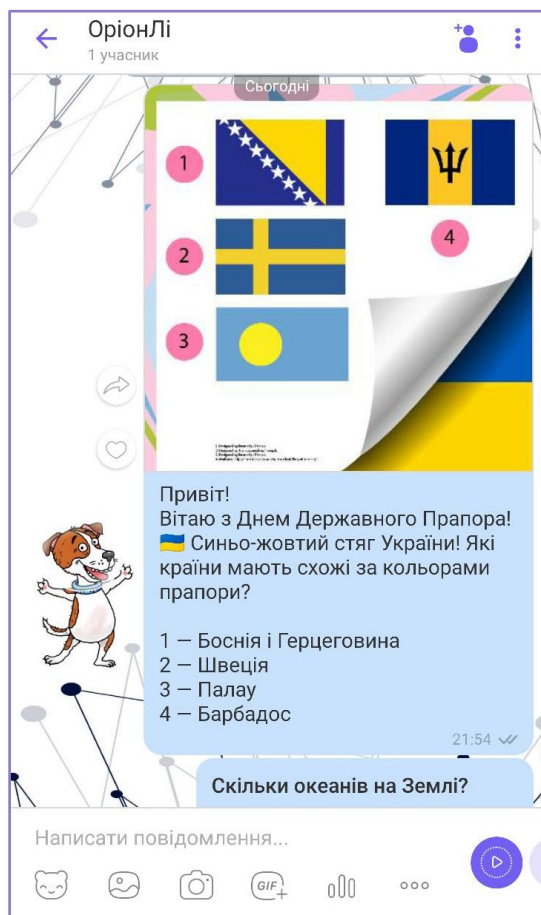 ОріонЛі
1 учасник
Сьогодні
1
2
4
3
Привіт!
Вітаю з Днем Державного Прапора!
🇺🇦 Синьо-жовтий стяг України! Які
країни мають схожі за кольорами
прапори?
1 — Боснія і Герцеговина
2 — Швеція
3 — Палау
4 — Барбадос
21:54
Скільки океанів на Землі?
Написати повідомлення...
GIF